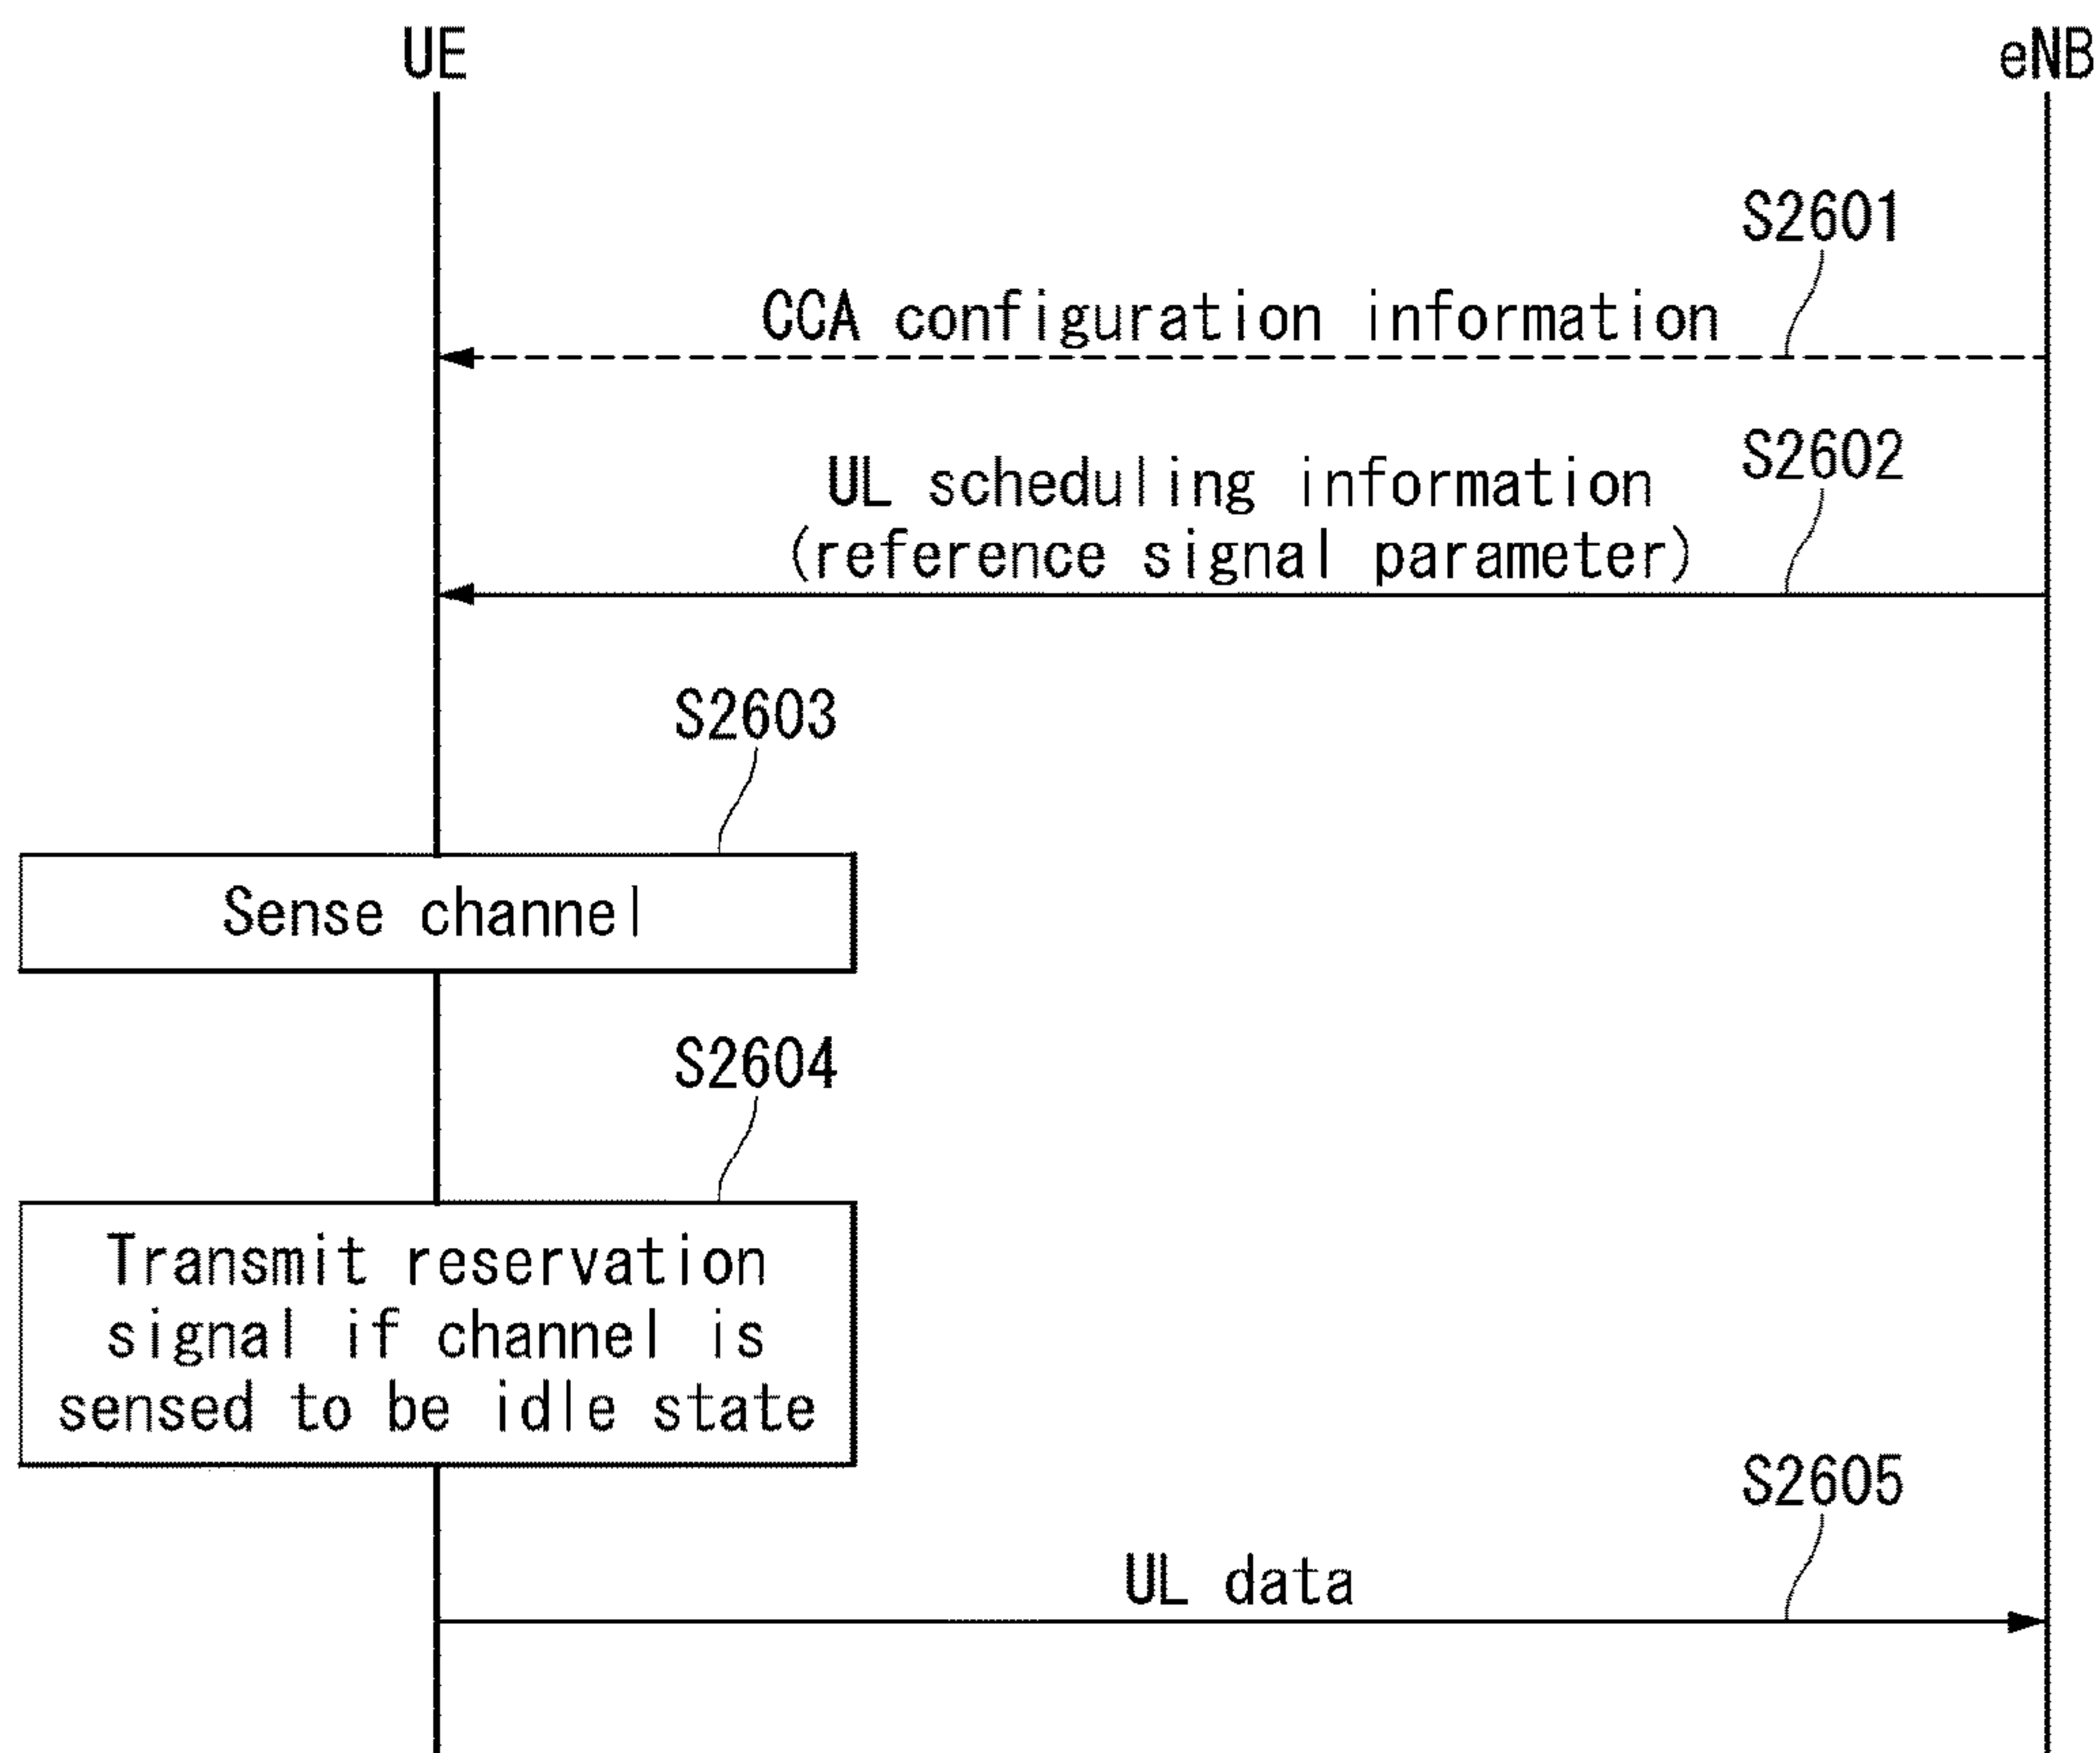 UE
eNB
S2601
CCA configuration information
S2602
UL scheduling information
(reference signal parameter)
S2603
Sense channel
S2604
Transmit reservation
signal if channel is
sensed to be idle state
S2605
UL data